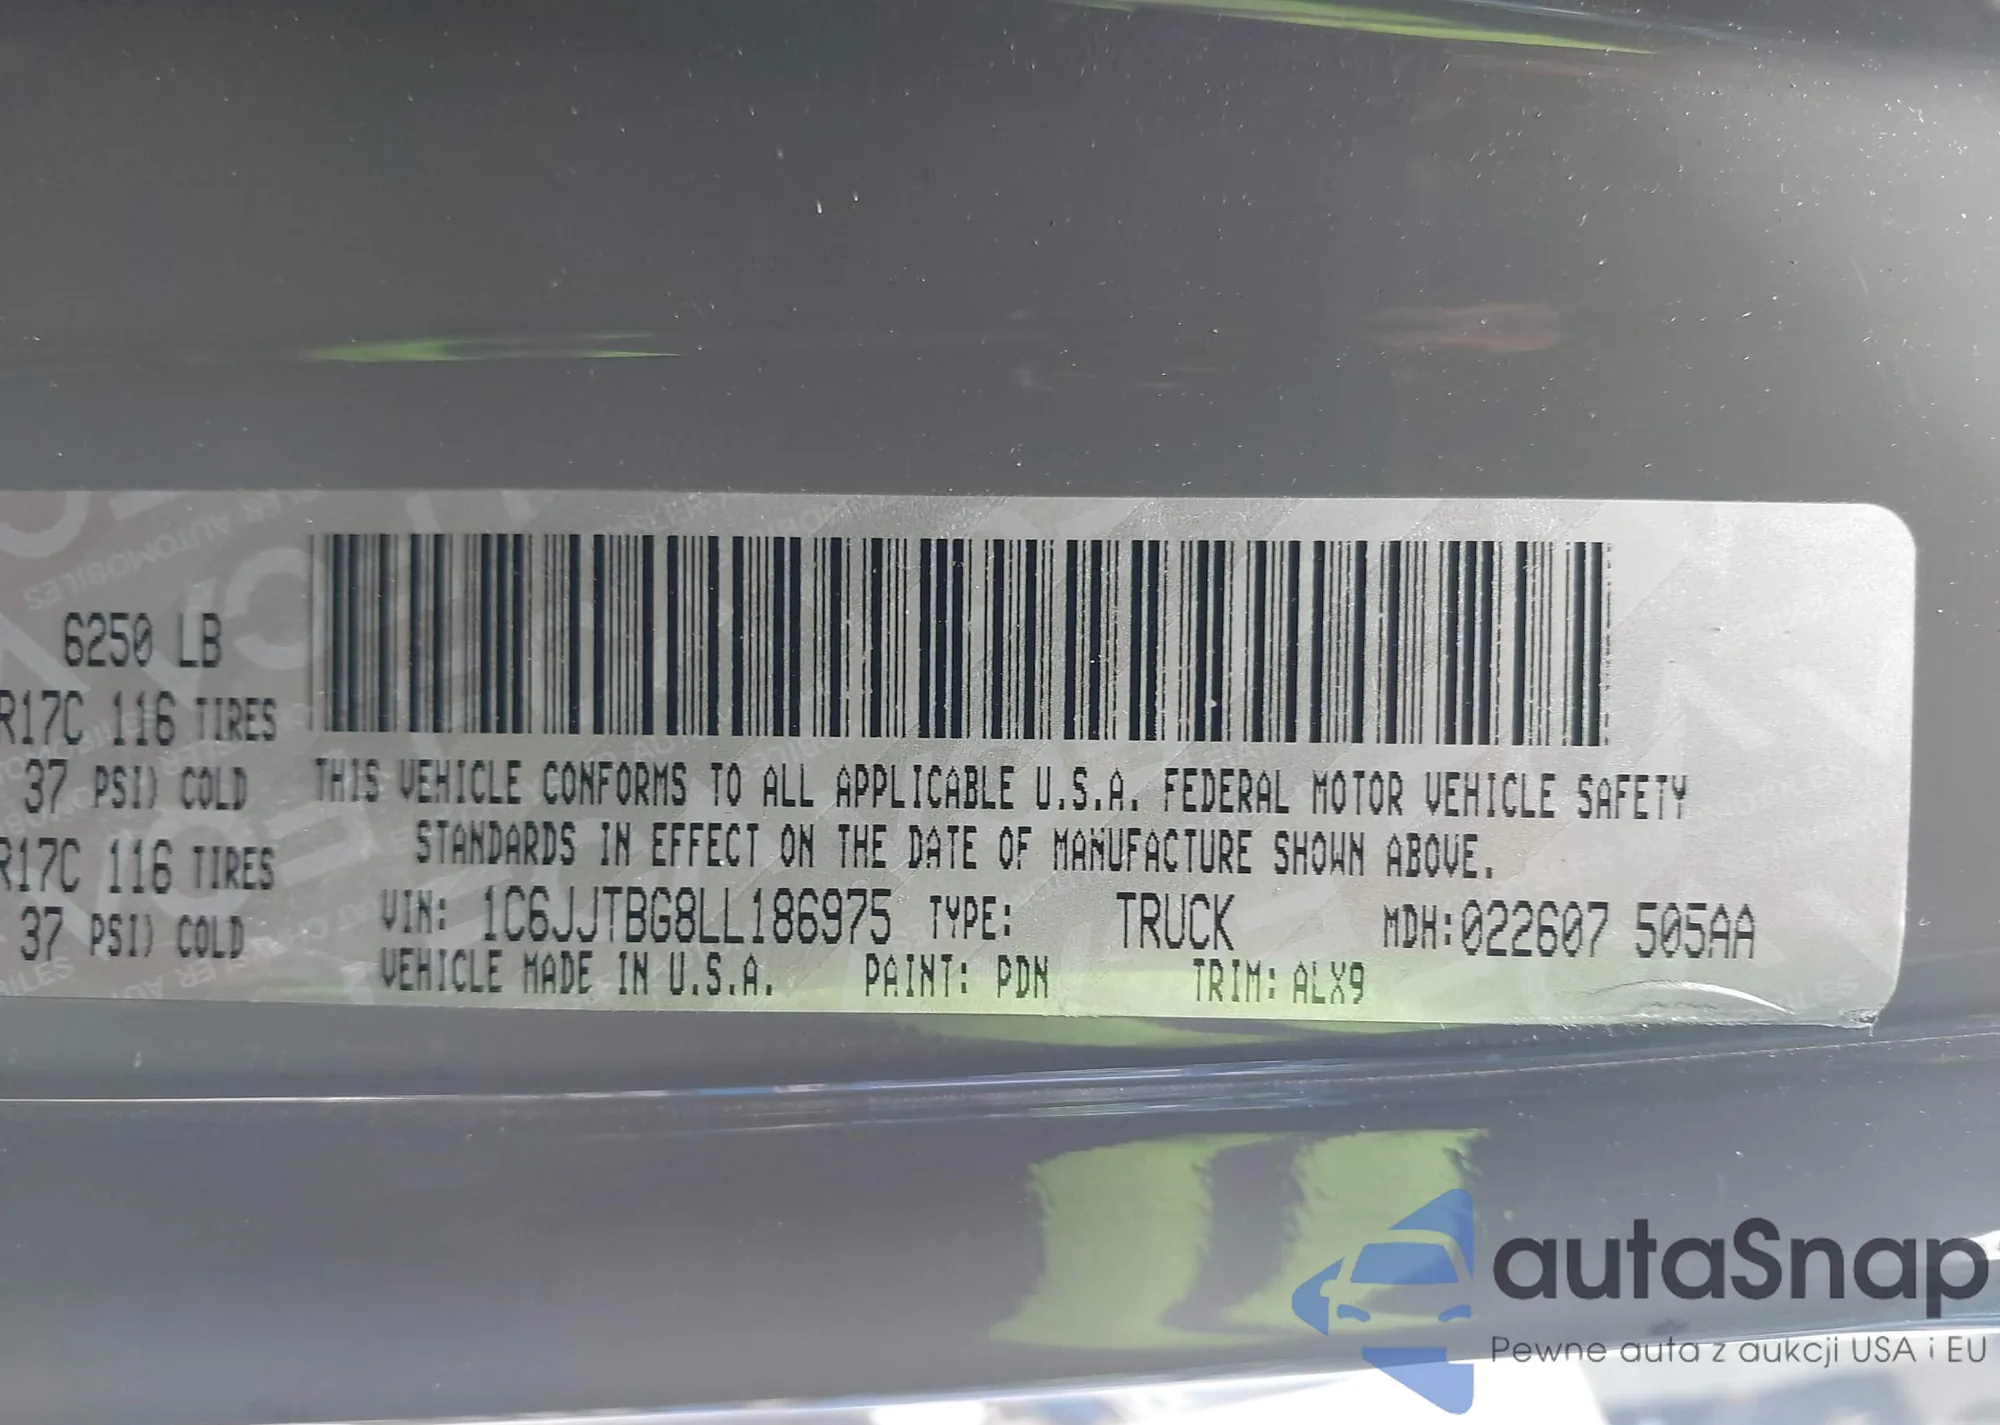 6250 LB
R17C 116 TIRES
37 PSI) COLD
R17C 116 TIRES
37 PSI) COLD
THIS VEHICLE CONFORMS TO ALL APPLICABLE U.S.A. FEDERAL MOTOR VEHICLE SAFETY
STANDARDS IN EFFECT ON THE DATE OF MANUFACTURE SHOWN ABOVE.
VIN: 1C6JJTBG8LL186975 TYPE: TRUCK MDH:022607 505AA
VEHICLE MADE IN U.S.A. PAINT: PDN TRIM: ALX9
autaSnap
Pewne auta z aukcji USA i EU